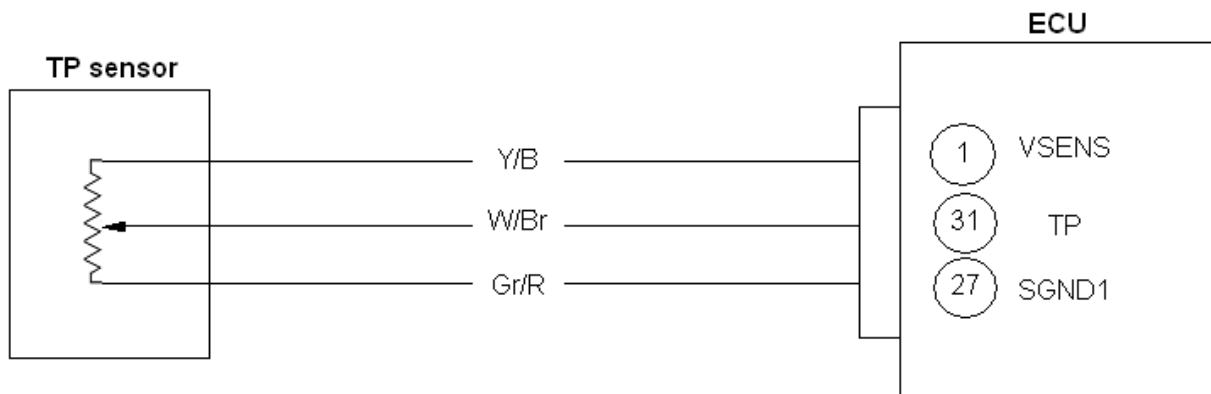 ECU
TP sensor
Y/B
1 VSENS
W/Br
31 TP
Gr/R
27 SGND1